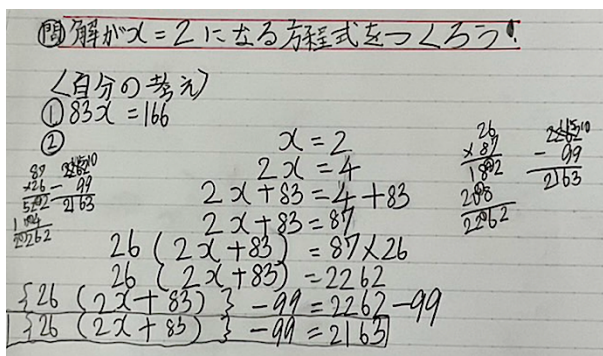 問 解がx=2になる方程式をつくろう!
〈自分の考え〉
① 83x=166
②
x=2
2x=4
2x+83=4+83
2x+83=87
26(2x+83)=87×26
26(2x+83)=2262
{26(2x+83)}-99=2262-99
{26(2x+83)}-99=2163
87
×26
2262
-99
2163
26
×87
182
208
2262
2262
-99
2163